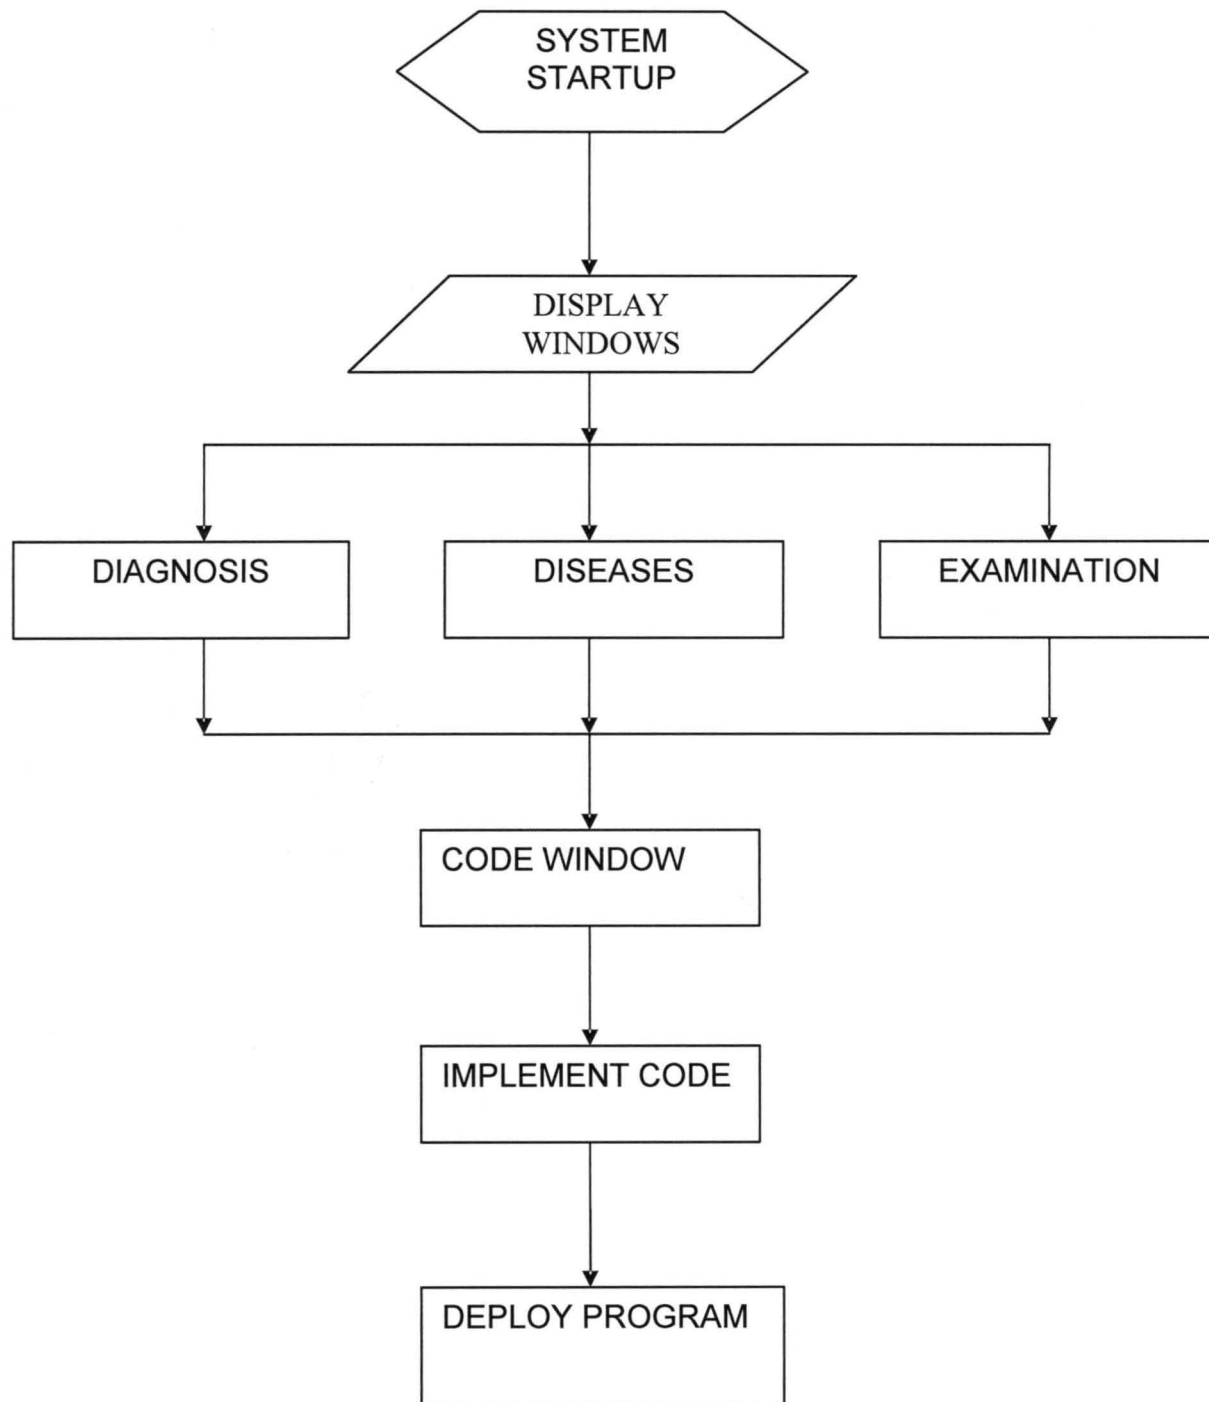 SYSTEM
STARTUP
DISPLAY
WINDOWS
DIAGNOSIS
DISEASES
EXAMINATION
CODE WINDOW
IMPLEMENT CODE
DEPLOY PROGRAM